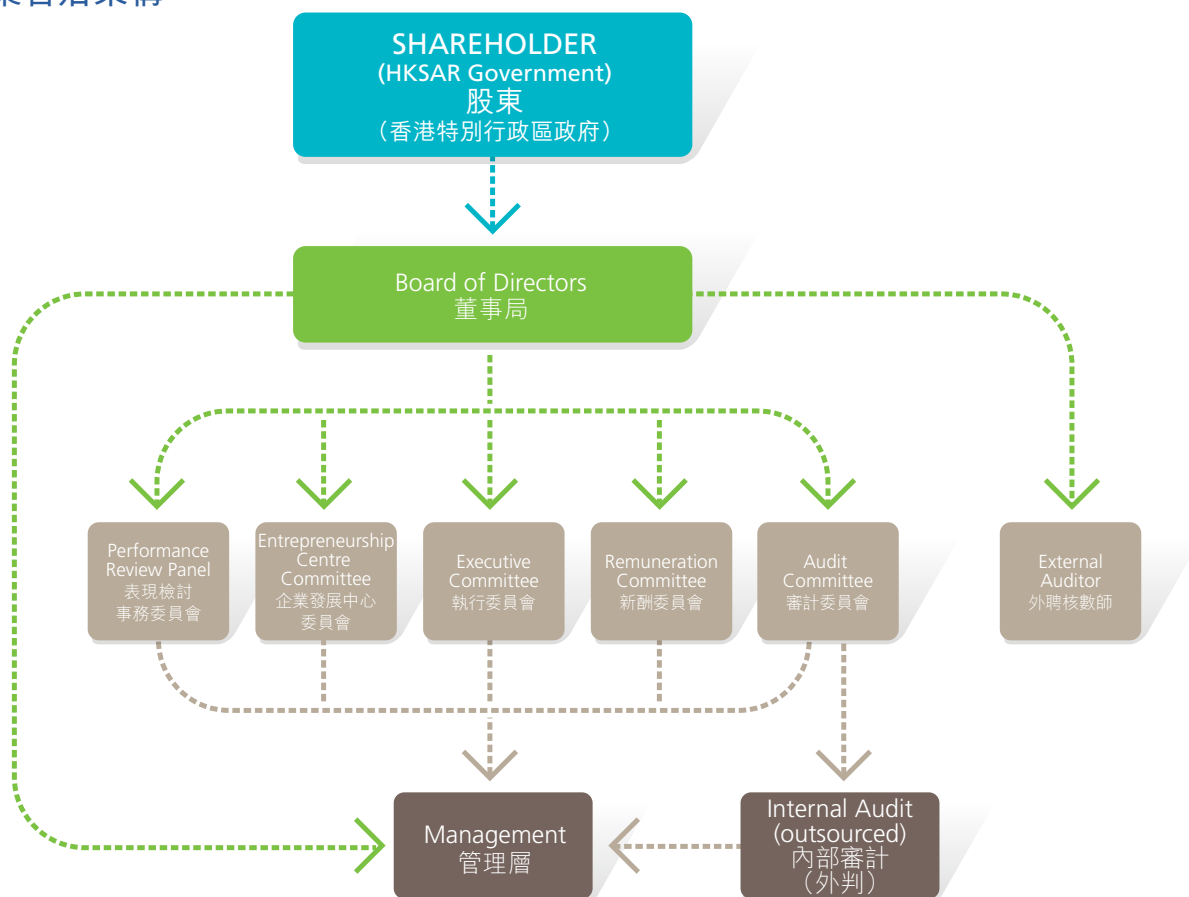 SHAREHOLDER
(HKSAR Government)
股東
（香港特別行政區政府）
Board of Directors
董事局
Performance
Review Panel
表現檢討
事務委員會
Entrepreneurship
Centre
Committee
企業發展中心
委員會
Executive
Committee
執行委員會
Remuneration
Committee
新酬委員會
Audit
Committee
審計委員會
External
Auditor
外聘核數師
Management
管理層
Internal Audit
(outsourced)
內部審計
（外判）